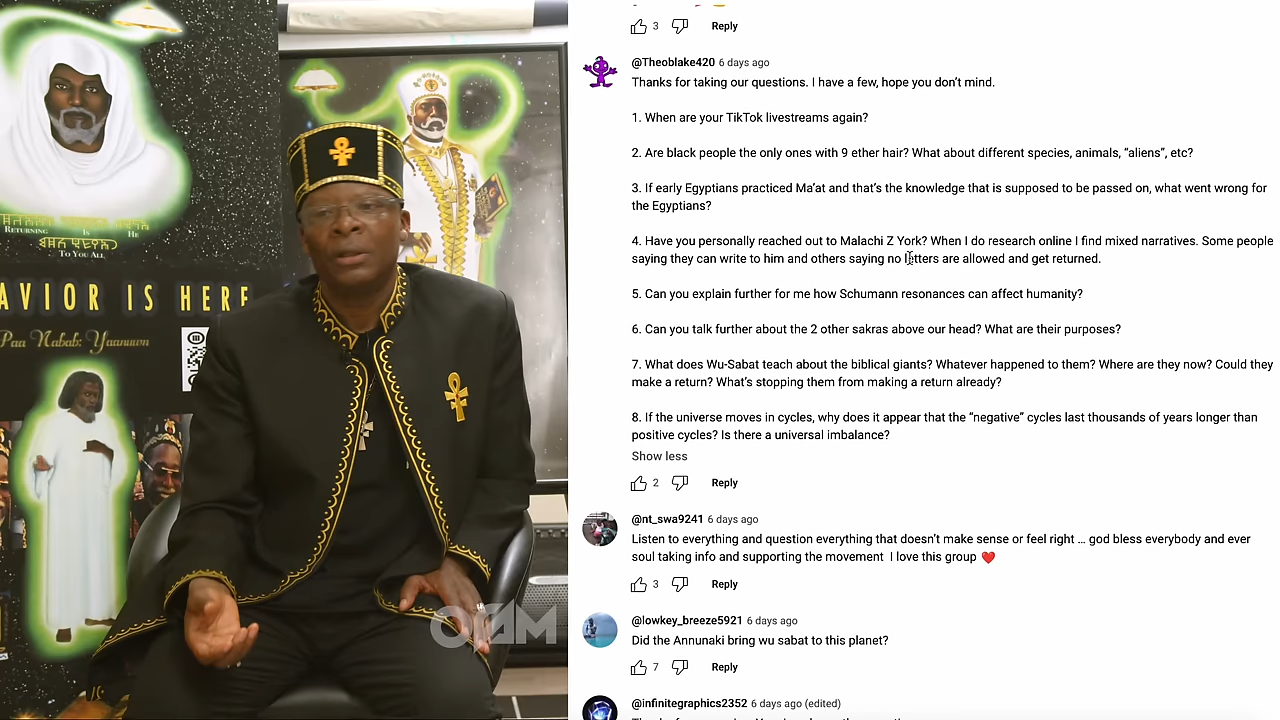 RETURNING IS HE
TO YOU ALL
AVIOR IS HERE
Paa Nabab: Yaanuwn
OGM
3
Reply
@Theoblake420 6 days ago
Thanks for taking our questions. I have a few, hope you don’t mind.
1. When are your TikTok livestreams again?
2. Are black people the only ones with 9 ether hair? What about different species, animals, “aliens”, etc?
3. If early Egyptians practiced Ma’at and that’s the knowledge that is supposed to be passed on, what went wrong for
the Egyptians?
4. Have you personally reached out to Malachi Z York? When I do research online I find mixed narratives. Some people
saying they can write to him and others saying no letters are allowed and get returned.
5. Can you explain further for me how Schumann resonances can affect humanity?
6. Can you talk further about the 2 other sakras above our head? What are their purposes?
7. What does Wu-Sabat teach about the biblical giants? Whatever happened to them? Where are they now? Could they
make a return? What’s stopping them from making a return already?
8. If the universe moves in cycles, why does it appear that the “negative” cycles last thousands of years longer than
positive cycles? Is there a universal imbalance?
Show less
2
Reply
@nt_swa9241 6 days ago
Listen to everything and question everything that doesn’t make sense or feel right … god bless everybody and ever
soul taking info and supporting the movement I love this group ❤️
3
Reply
@lowkey_breeze5921 6 days ago
Did the Annunaki bring wu sabat to this planet?
7
Reply
@infinitegraphics2352 6 days ago (edited)